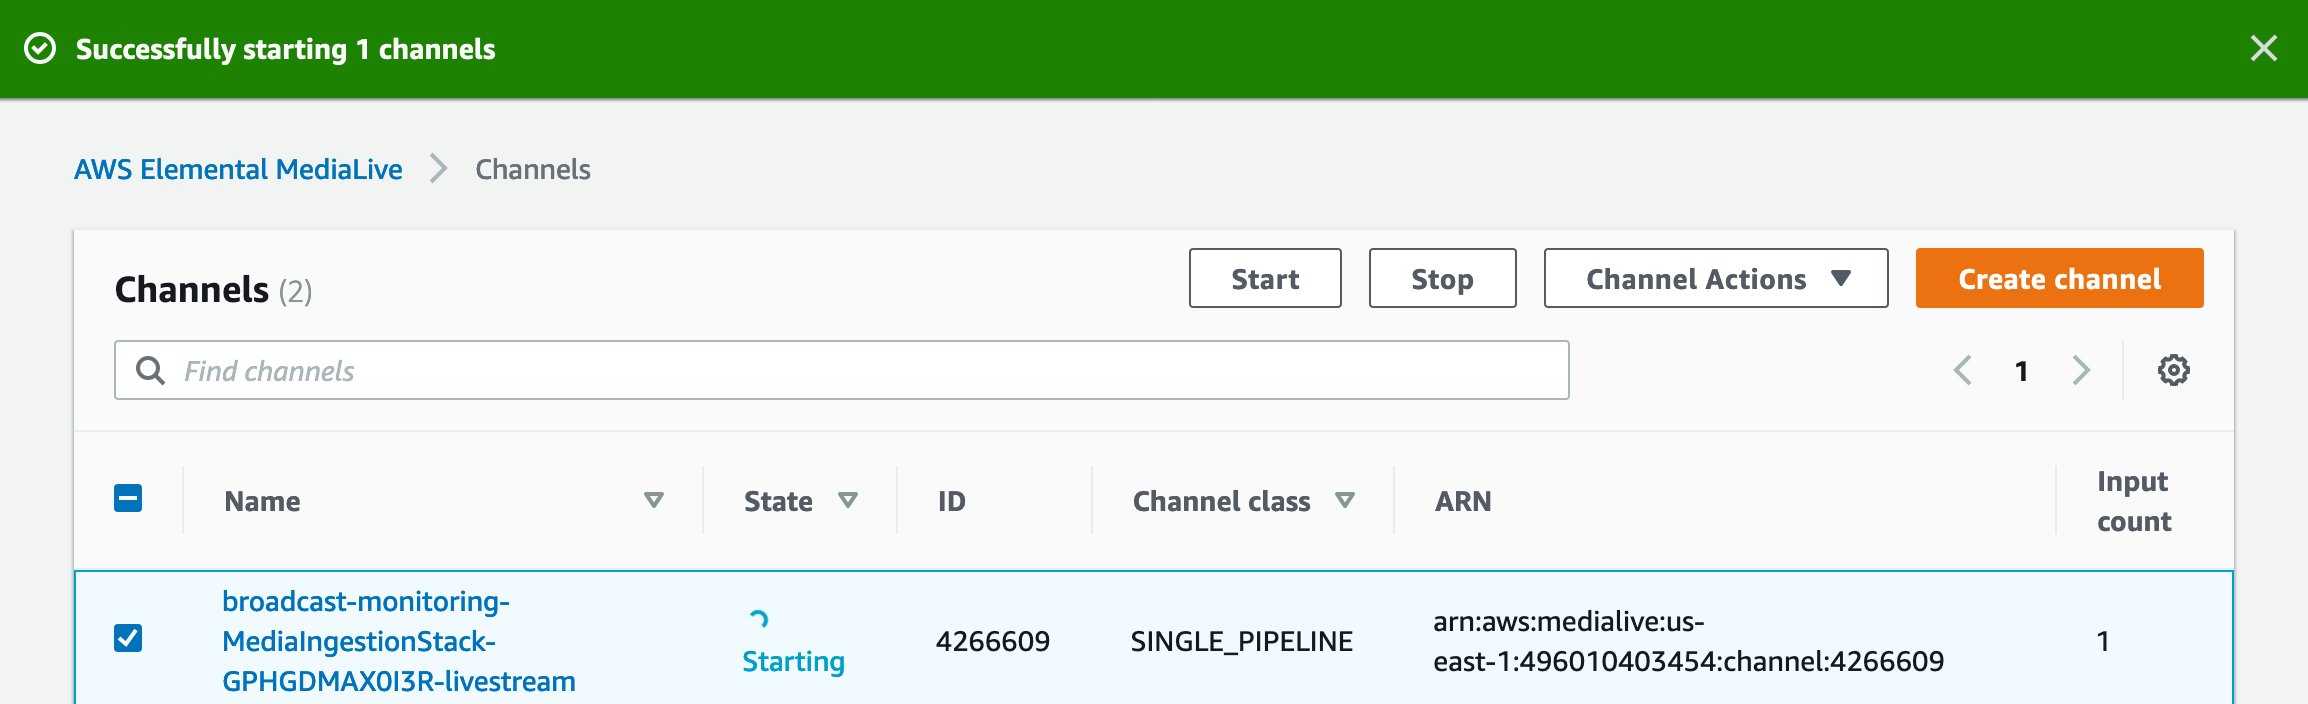 Successfully starting 1 channels
AWS Elemental MediaLive > Channels
Channels (2)
Start
Stop
Channel Actions
Create channel
Find channels
1
Name
State
ID
Channel class
ARN
Input
count
broadcast-monitoring-
MediaIngestionStack-
GPHGDMAX0I3R-livestream
Starting
4266609
SINGLE_PIPELINE
arn:aws:medialive:us-
east-1:496010403454:channel:4266609
1